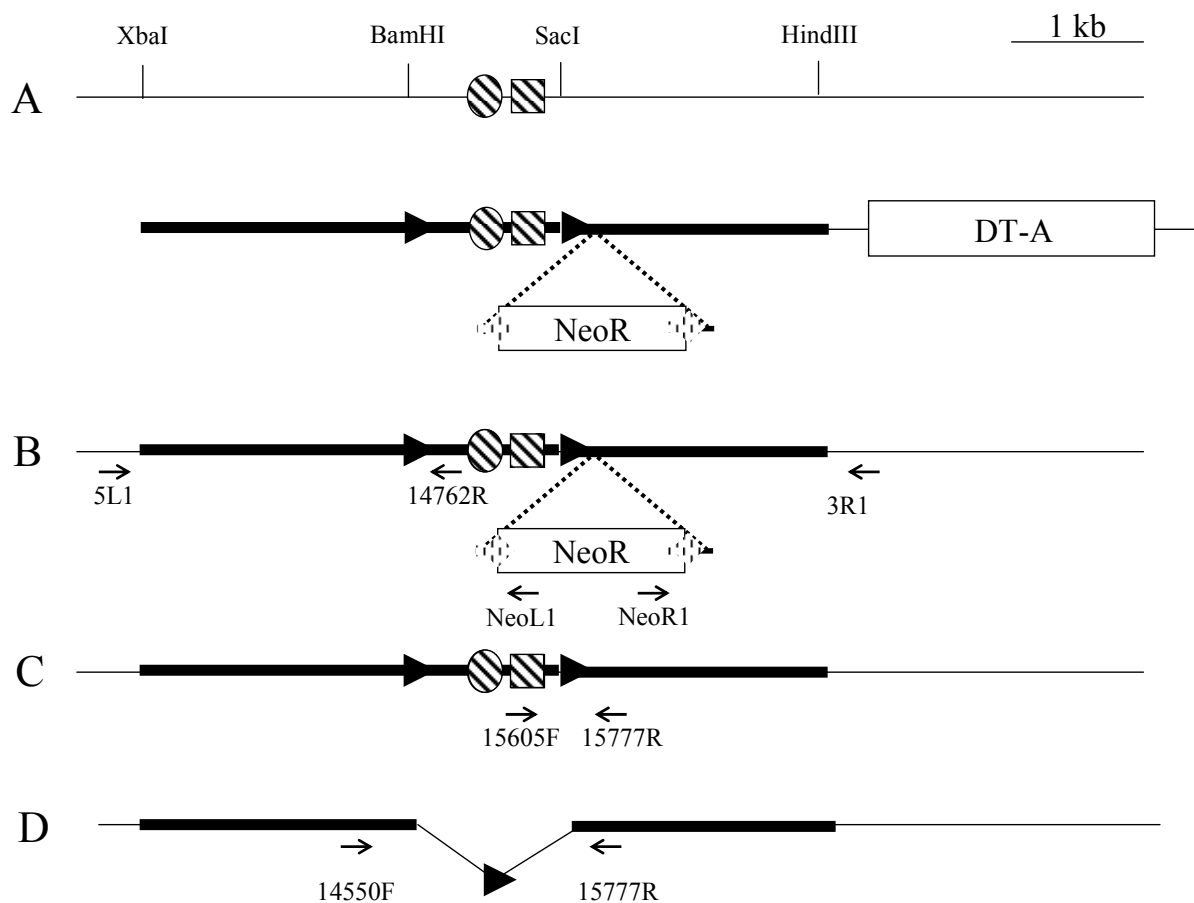 XbaI BamHI SacI HindIII 1 kb
A
DT-A
NeoR
B
5L1 14762R 3R1
NeoR
NeoL1 NeoR1
C
15605F 15777R
D
14550F 15777R